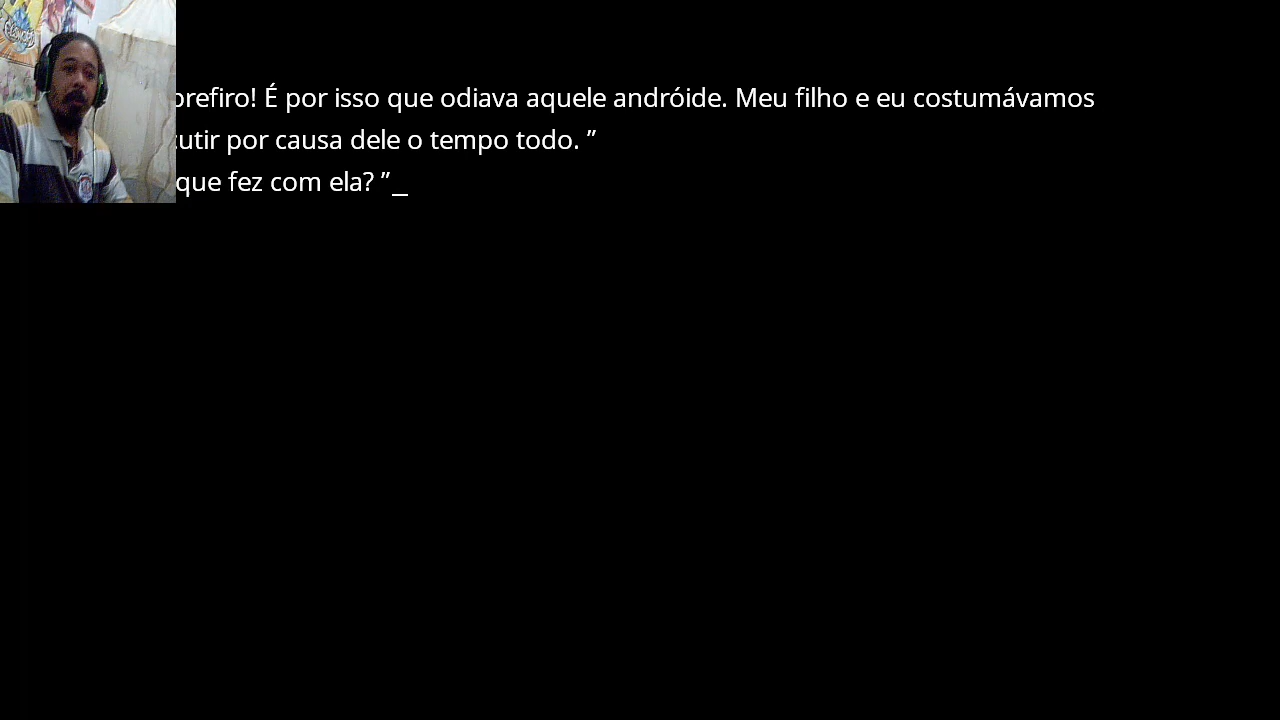 prefiro! É por isso que odiava aquele andróide. Meu filho e eu costumávamos
por causa dele o tempo todo. ”
que fez com ela? ”_